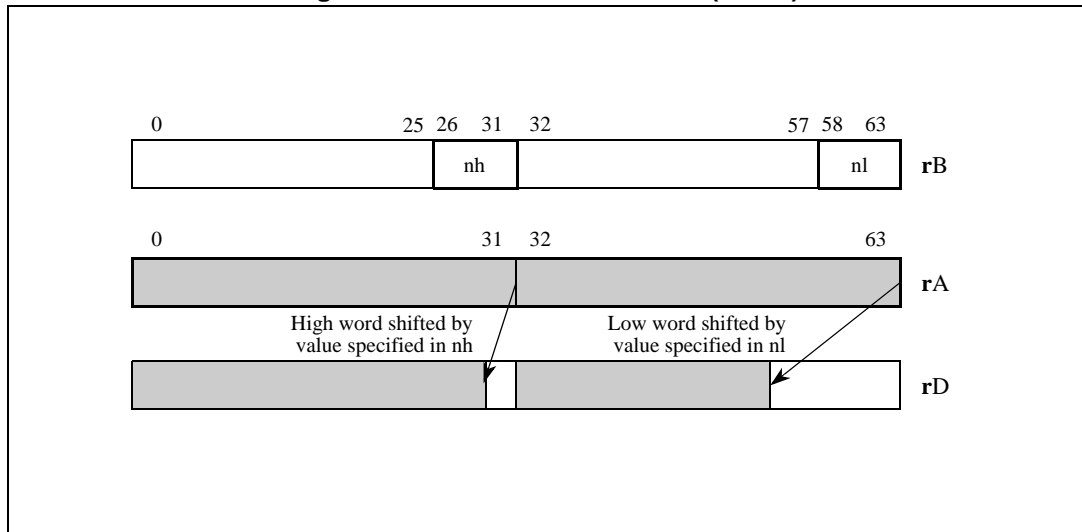 0 25 26 31 32 57 58 63
nh nl rB
0 31 32 63
rA
High word shifted by
value specified in nh
Low word shifted by
value specified in nl
rD